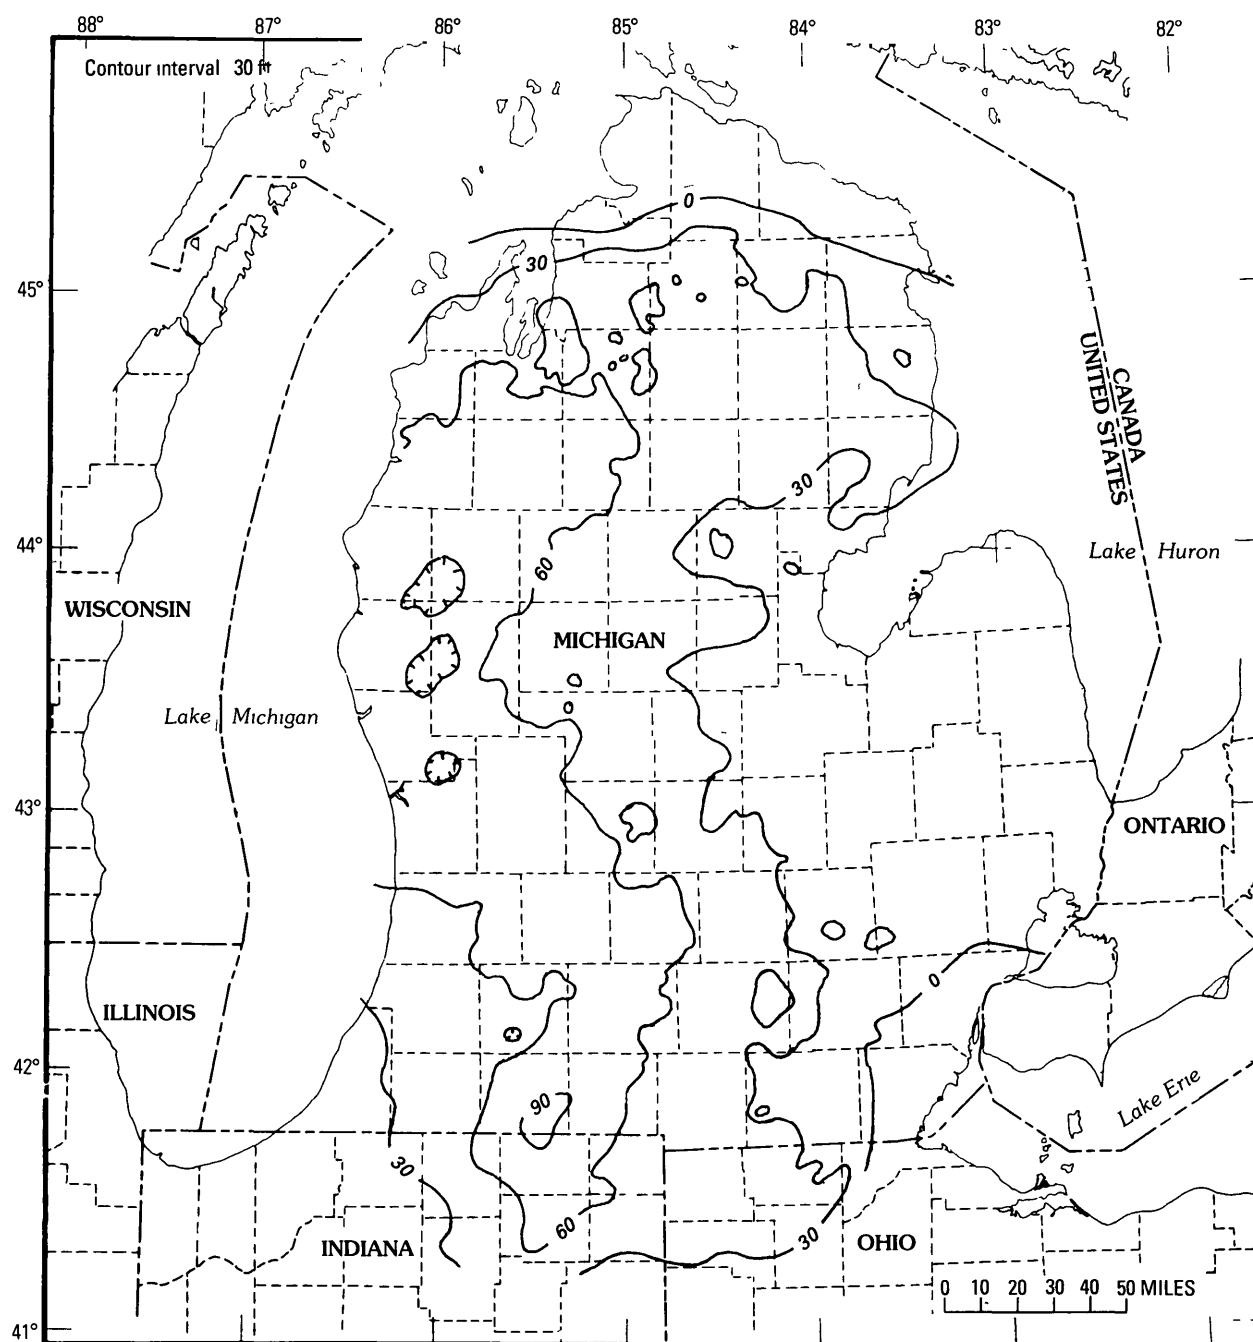 88° 87° 86° 85° 84° 83° 82°
Contour interval 30 ft
0
30
45°
CANADA
UNITED STATES
30
44°
Lake Huron
60
WISCONSIN
MICHIGAN
Lake Michigan
43°
ONTARIO
0
ILLINOIS
42°
90
Lake Erie
30
60
30
INDIANA
OHIO
0 10 20 30 40 50 MILES
41°